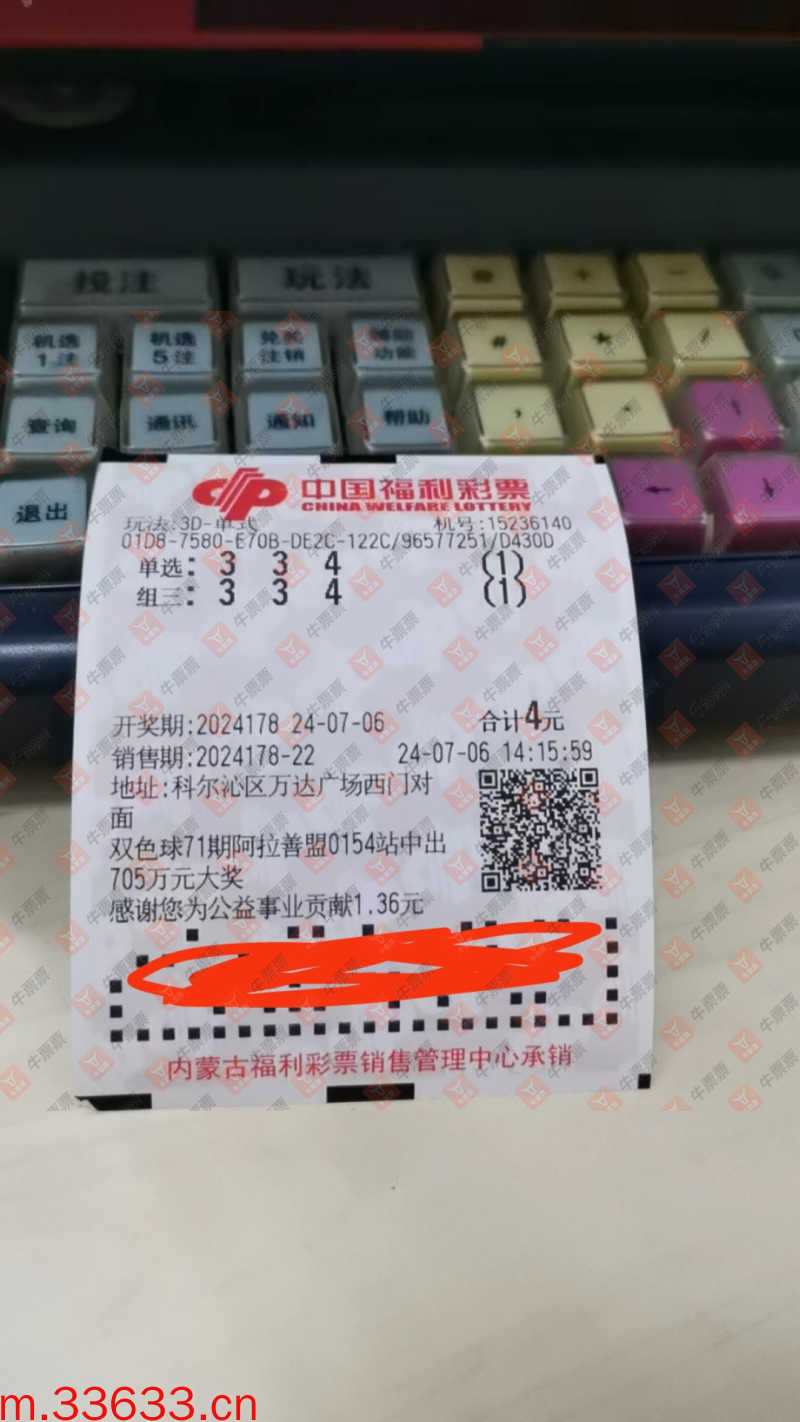 投注 玩法
机选1注 机选5注 兑奖注销 辅助功能
# * /
查询 通讯 通知 帮助
退出
中国福利彩票
CHINA WELFARE LOTTERY
玩法:3D-单式 机号:15236140
01D8-7580-E70B-DE2C-122C/96577251/D430D
单选: 3 3 4 (1)
组三: 3 3 4 (1)
开奖期:2024178 24-07-06 合计4元
销售期:2024178-22 24-07-06 14:15:59
地址:科尔沁区万达广场西门对
面
双色球71期阿拉善盟0154站中出
705万元大奖
感谢您为公益事业贡献1.36元
内蒙古福利彩票销售管理中心承销
牛票票
m.33633.cn